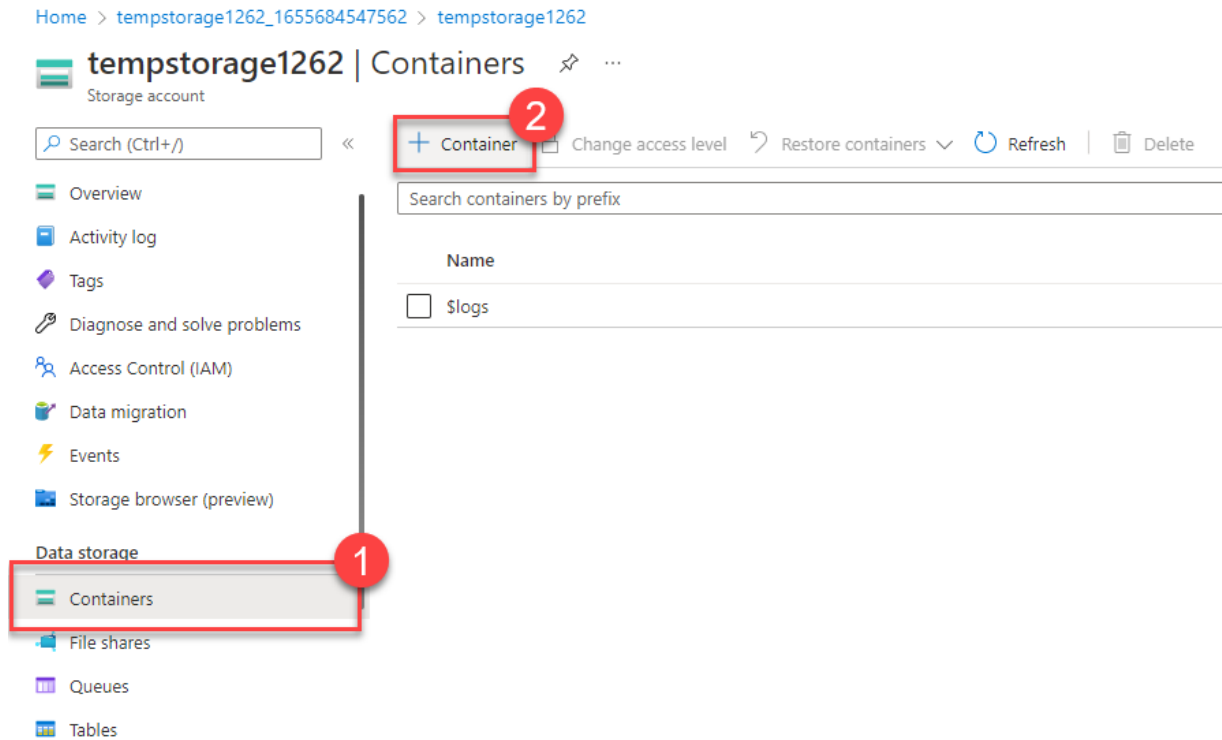 Home > tempstorage1262_1655684547562 > tempstorage1262
tempstorage1262 | Containers ...
Storage account
Search (Ctrl+/) «
+ Container Change access level Restore containers Refresh Delete
2
Search containers by prefix
Name
$logs
Overview
Activity log
Tags
Diagnose and solve problems
Access Control (IAM)
Data migration
Events
Storage browser (preview)
Data storage
1
Containers
File shares
Queues
Tables